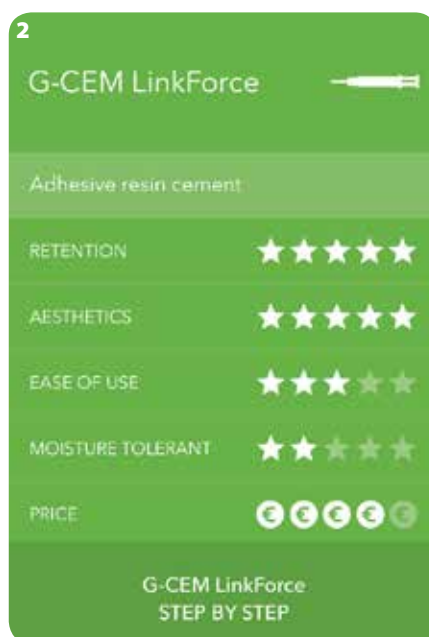 2
G-CEM LinkForce
Adhesive resin cement
RETENTION
AESTHETICS
EASE OF USE
MOISTURE TOLERANT
PRICE € € € € €
G-CEM LinkForce
STEP BY STEP